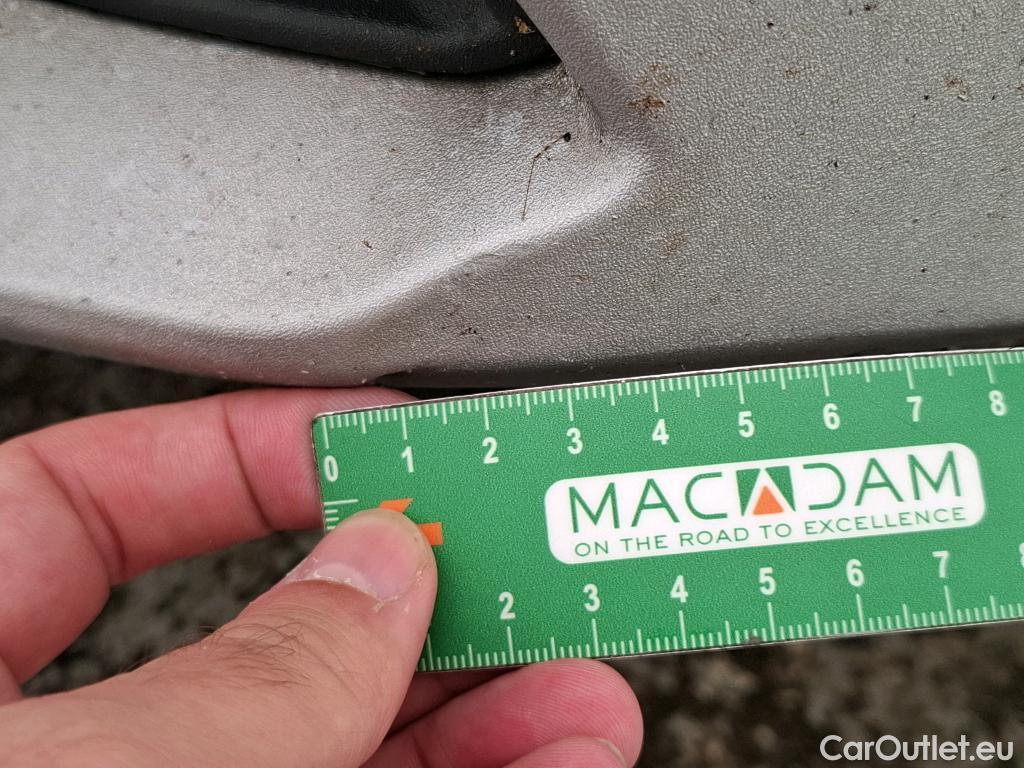 0 1 2 3 4 5 6 7 8
MACADAM
ON THE ROAD TO EXCELLENCE
2 3 4 5 6 7
CarOutlet.eu